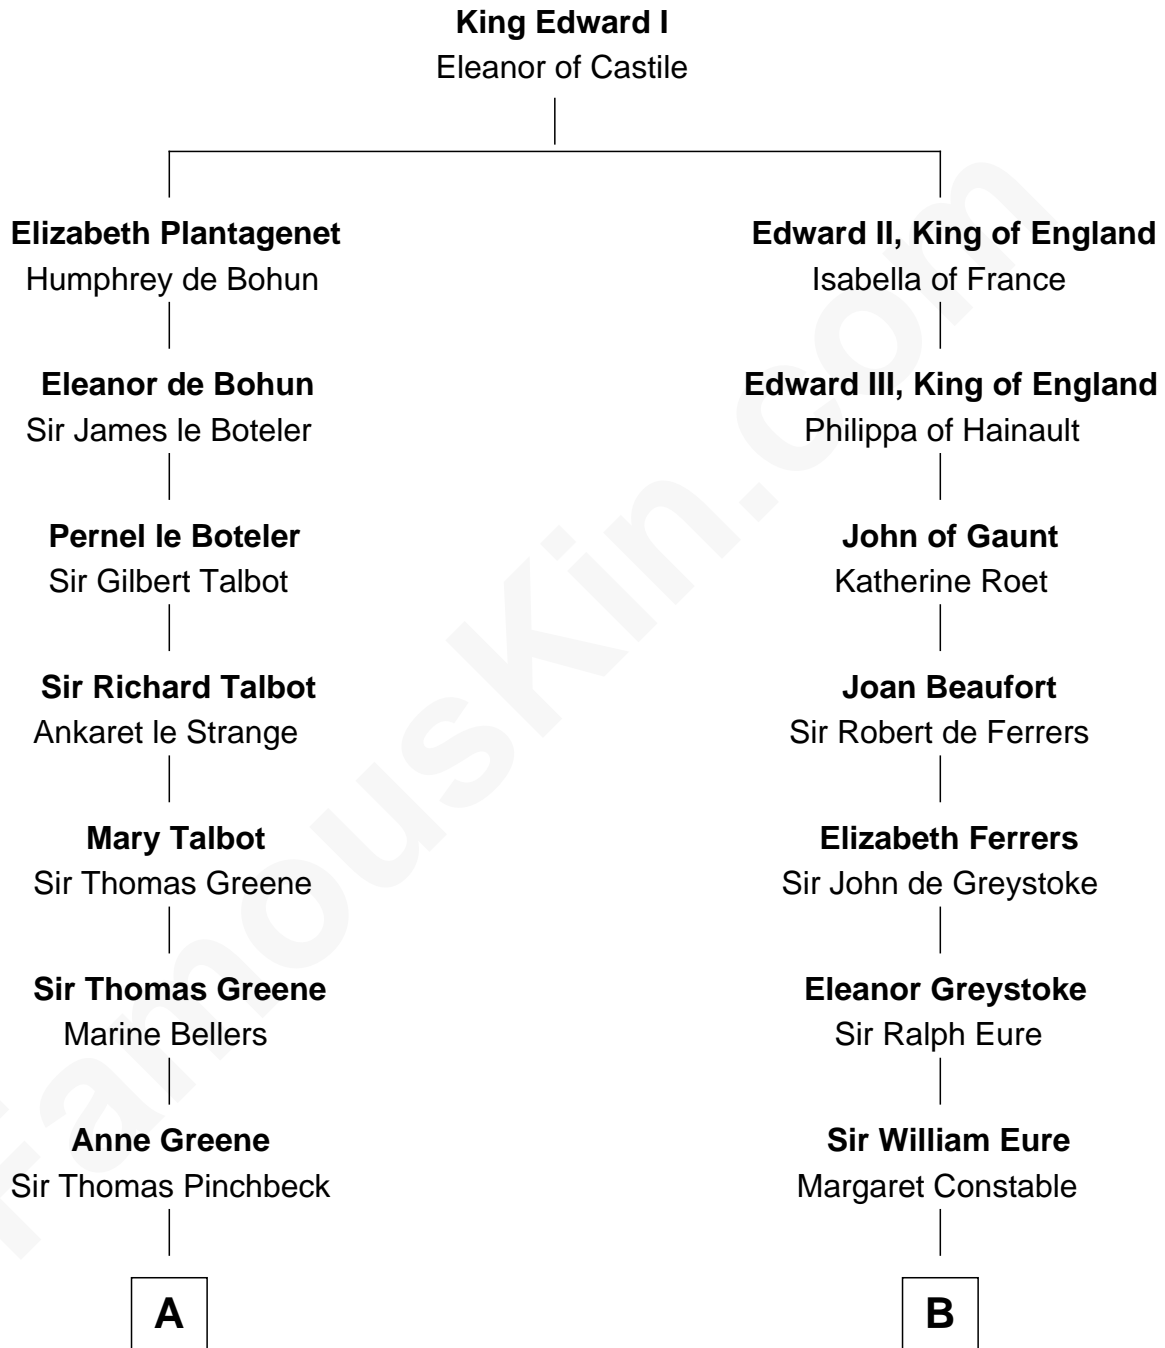 King Edward I
Eleanor of Castile
Elizabeth Plantagenet
Humphrey de Bohun
Eleanor de Bohun
Sir James le Boteler
Pernel le Boteler
Sir Gilbert Talbot
Sir Richard Talbot
Ankaret le Strange
Mary Talbot
Sir Thomas Greene
Sir Thomas Greene
Marine Bellers
Anne Greene
Sir Thomas Pinchbeck
A
Edward II, King of England
Isabella of France
Edward III, King of England
Philippa of Hainault
John of Gaunt
Katherine Roet
Joan Beaufort
Sir Robert de Ferrers
Elizabeth Ferrers
Sir John de Greystoke
Eleanor Greystoke
Sir Ralph Eure
Sir William Eure
Margaret Constable
B
FamousKin.com